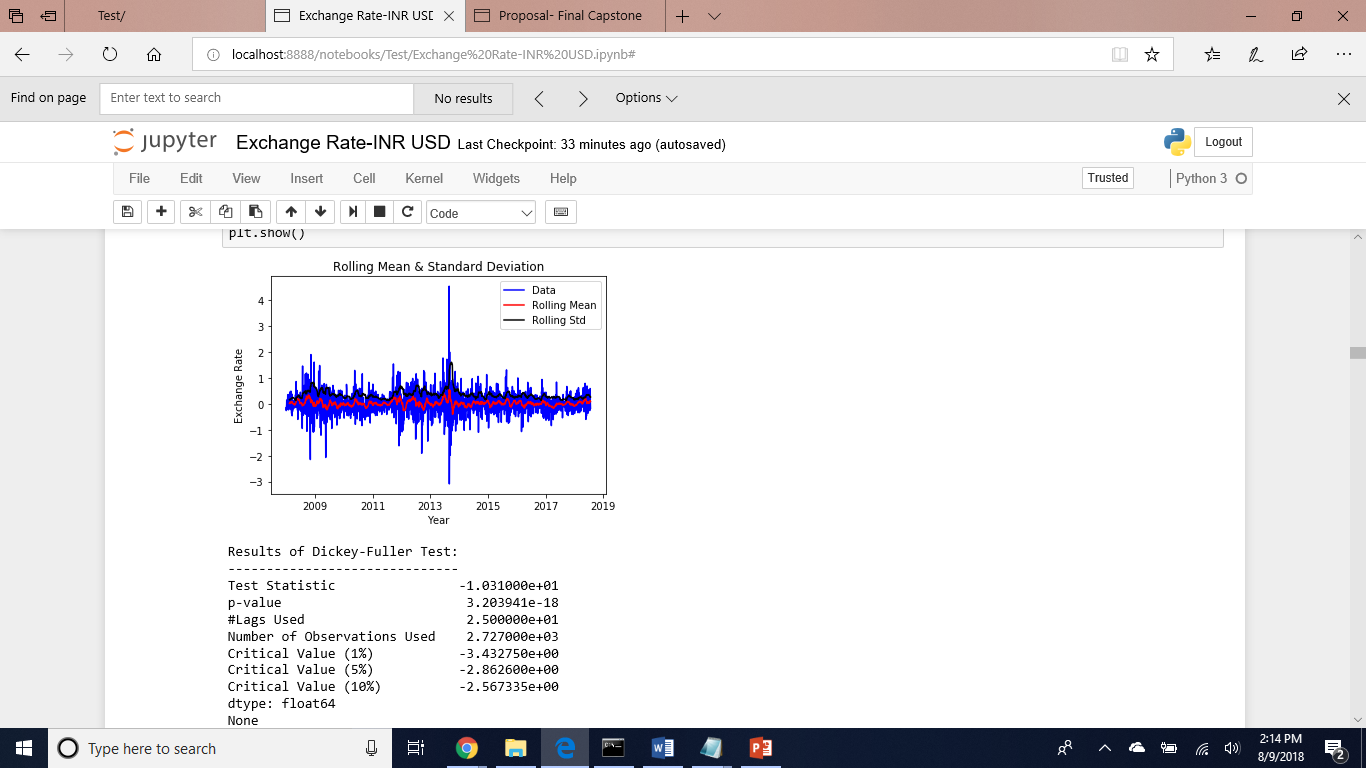 Test/
Exchange Rate-INR USD
Proposal- Final Capstone
localhost:8888/notebooks/Test/Exchange%20Rate-INR%20USD.ipynb#
Find on page
Enter text to search
No results
Options
jupyter
Exchange Rate-INR USD Last Checkpoint: 33 minutes ago (autosaved)
Logout
File Edit View Insert Cell Kernel Widgets Help
Trusted
Python 3
Code
plt.show()
Rolling Mean & Standard Deviation
Data
Rolling Mean
Rolling Std
4
3
2
1
0
−1
−2
−3
Exchange Rate
2009 2011 2013 2015 2017 2019
Year
Results of Dickey-Fuller Test:
------------------------------
Test Statistic -1.031000e+01
p-value 3.203941e-18
#Lags Used 2.500000e+01
Number of Observations Used 2.727000e+03
Critical Value (1%) -3.432750e+00
Critical Value (5%) -2.862600e+00
Critical Value (10%) -2.567335e+00
dtype: float64
None
Type here to search
2:14 PM
8/9/2018
2